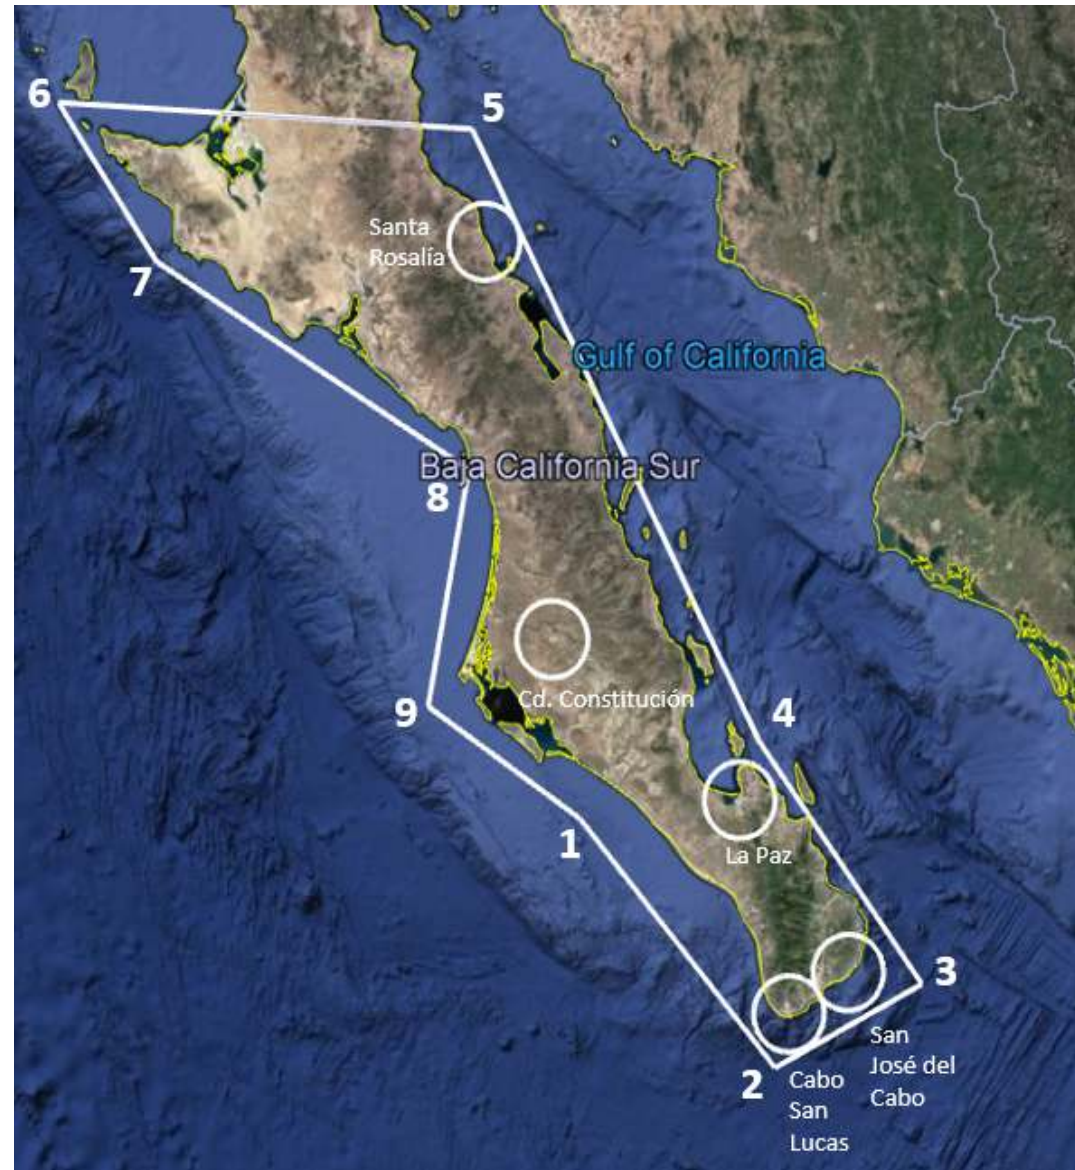 6
5
Santa
Rosalía
7
Gulf of California
Baja California Sur
8
Cd. Constitución
9
4
1
La Paz
3
San
José del
Cabo
2
Cabo
San
Lucas